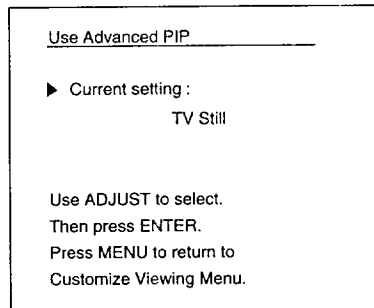 Use Advanced PIP
▶ Current setting :
TV Still
Use ADJUST to select.
Then press ENTER.
Press MENU to return to
Customize Viewing Menu.